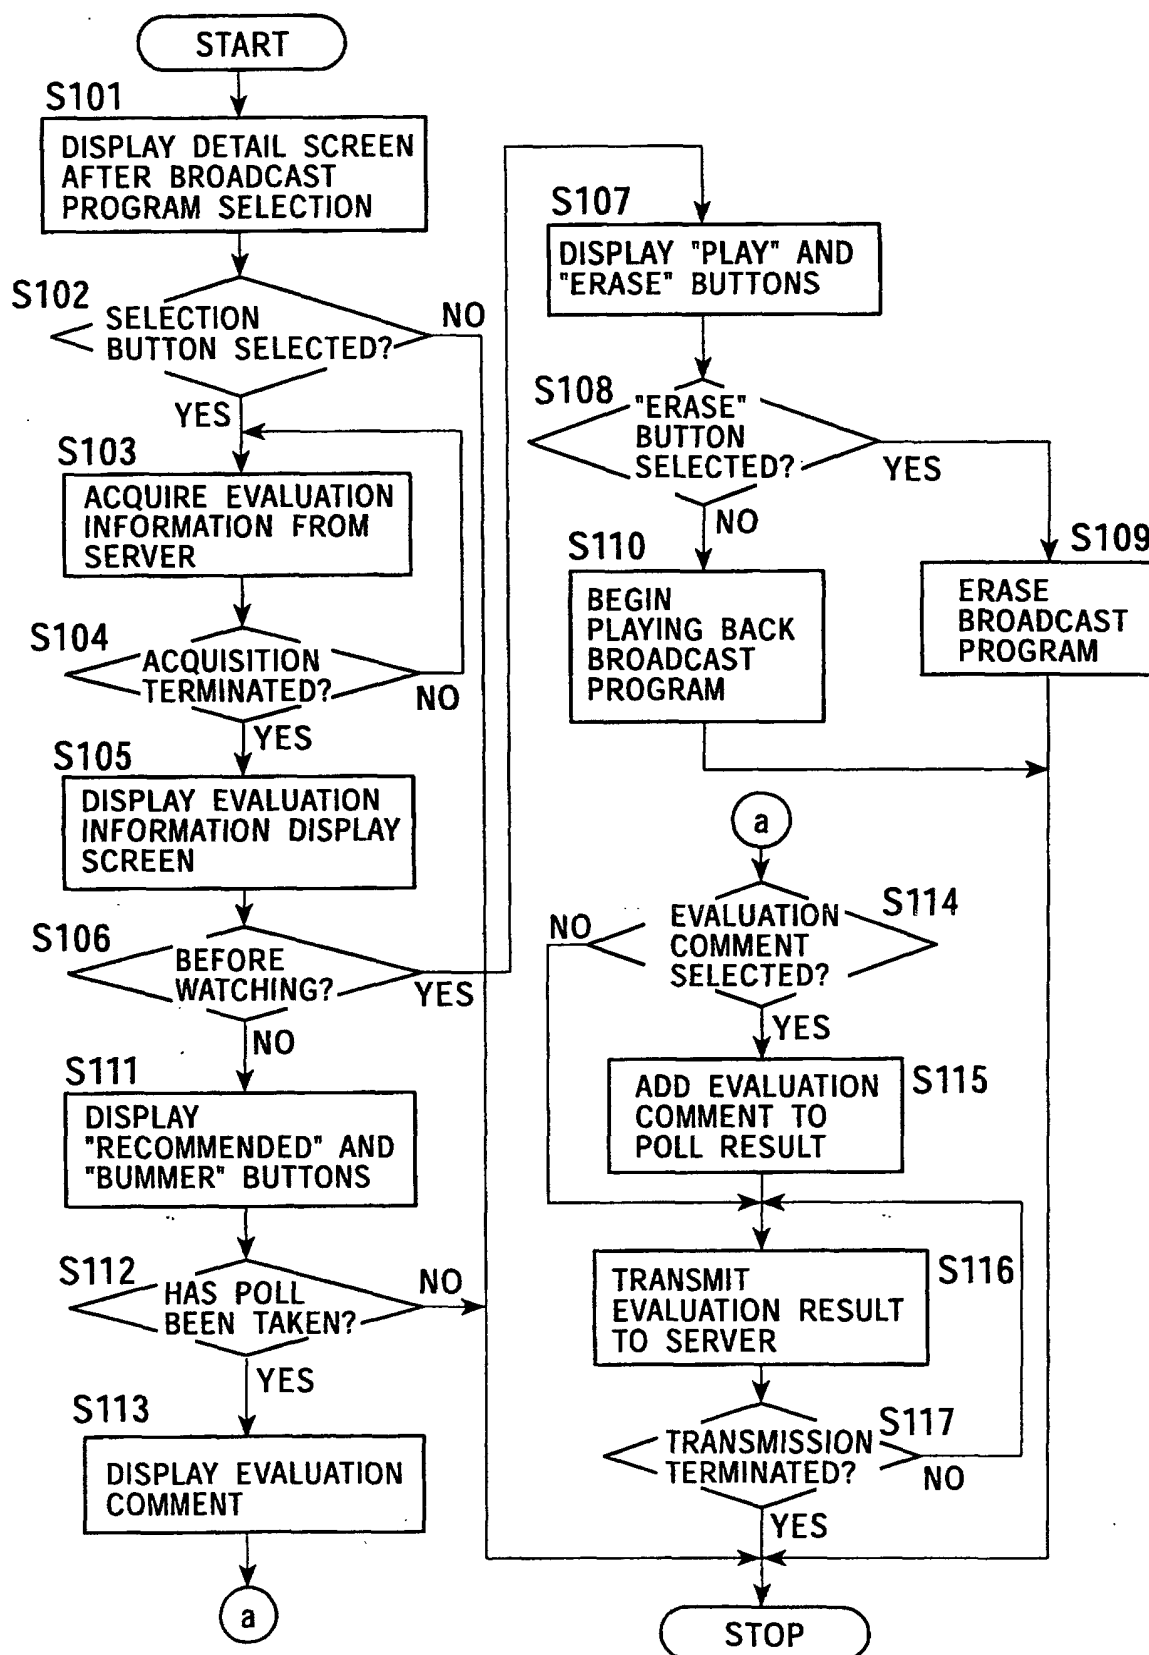 START
S101
DISPLAY DETAIL SCREEN
AFTER BROADCAST
PROGRAM SELECTION
S102
SELECTION
BUTTON SELECTED?
NO
YES
S103
ACQUIRE EVALUATION
INFORMATION FROM
SERVER
S104
ACQUISITION
TERMINATED?
NO
YES
S105
DISPLAY EVALUATION
INFORMATION DISPLAY
SCREEN
S106
BEFORE
WATCHING?
YES
NO
S111
DISPLAY
"RECOMMENDED" AND
"BUMMER" BUTTONS
S112
HAS POLL
BEEN TAKEN?
NO
YES
S113
DISPLAY EVALUATION
COMMENT
a
S107
DISPLAY "PLAY" AND
"ERASE" BUTTONS
S108
"ERASE"
BUTTON
SELECTED?
YES
NO
S110
BEGIN
PLAYING BACK
BROADCAST
PROGRAM
S109
ERASE
BROADCAST
PROGRAM
a
S114
EVALUATION
COMMENT
SELECTED?
NO
YES
S115
ADD EVALUATION
COMMENT TO
POLL RESULT
S116
TRANSMIT
EVALUATION RESULT
TO SERVER
S117
TRANSMISSION
TERMINATED?
NO
YES
STOP